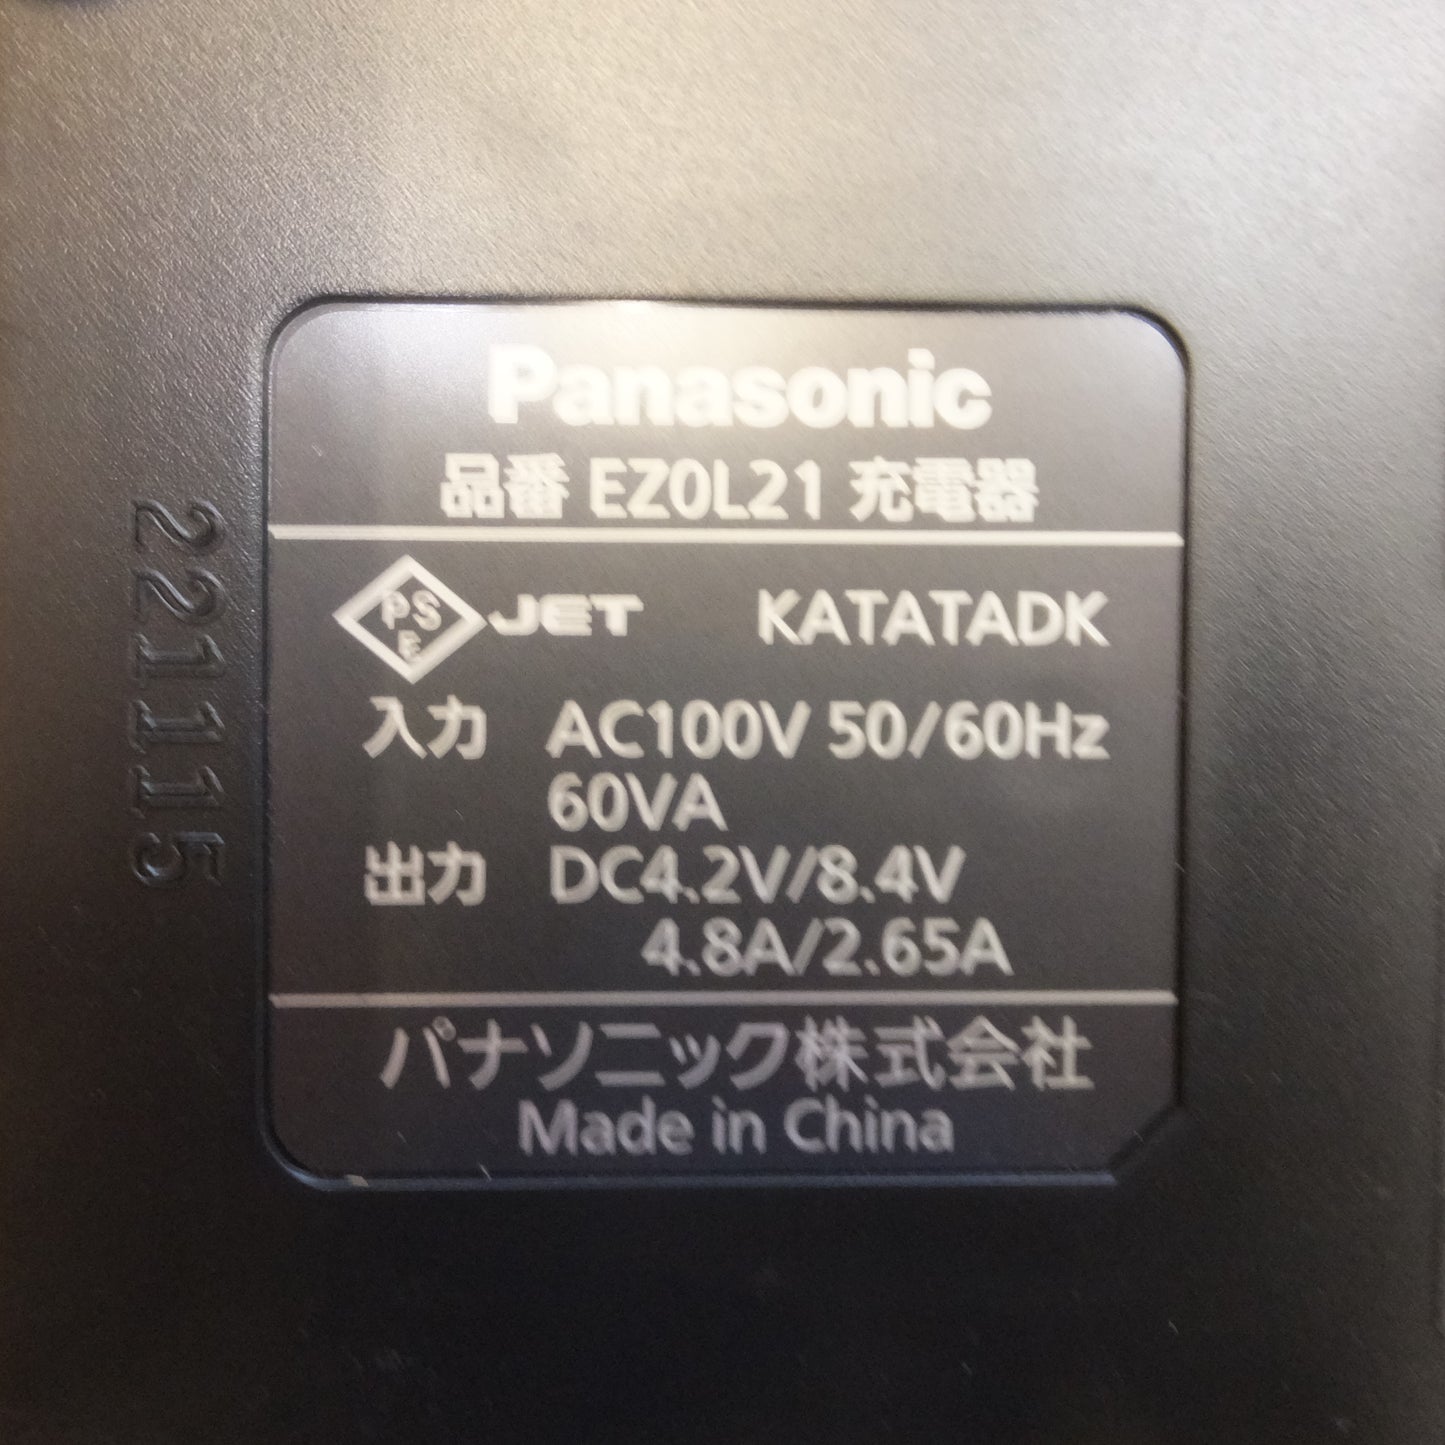 Panasonic
品番 EZ0L21 充電器
PSE JET KATATADK
入力 AC100V 50/60Hz
60VA
出力 DC4.2V/8.4V
4.8A/2.65A
パナソニック株式会社
Made in China
221115